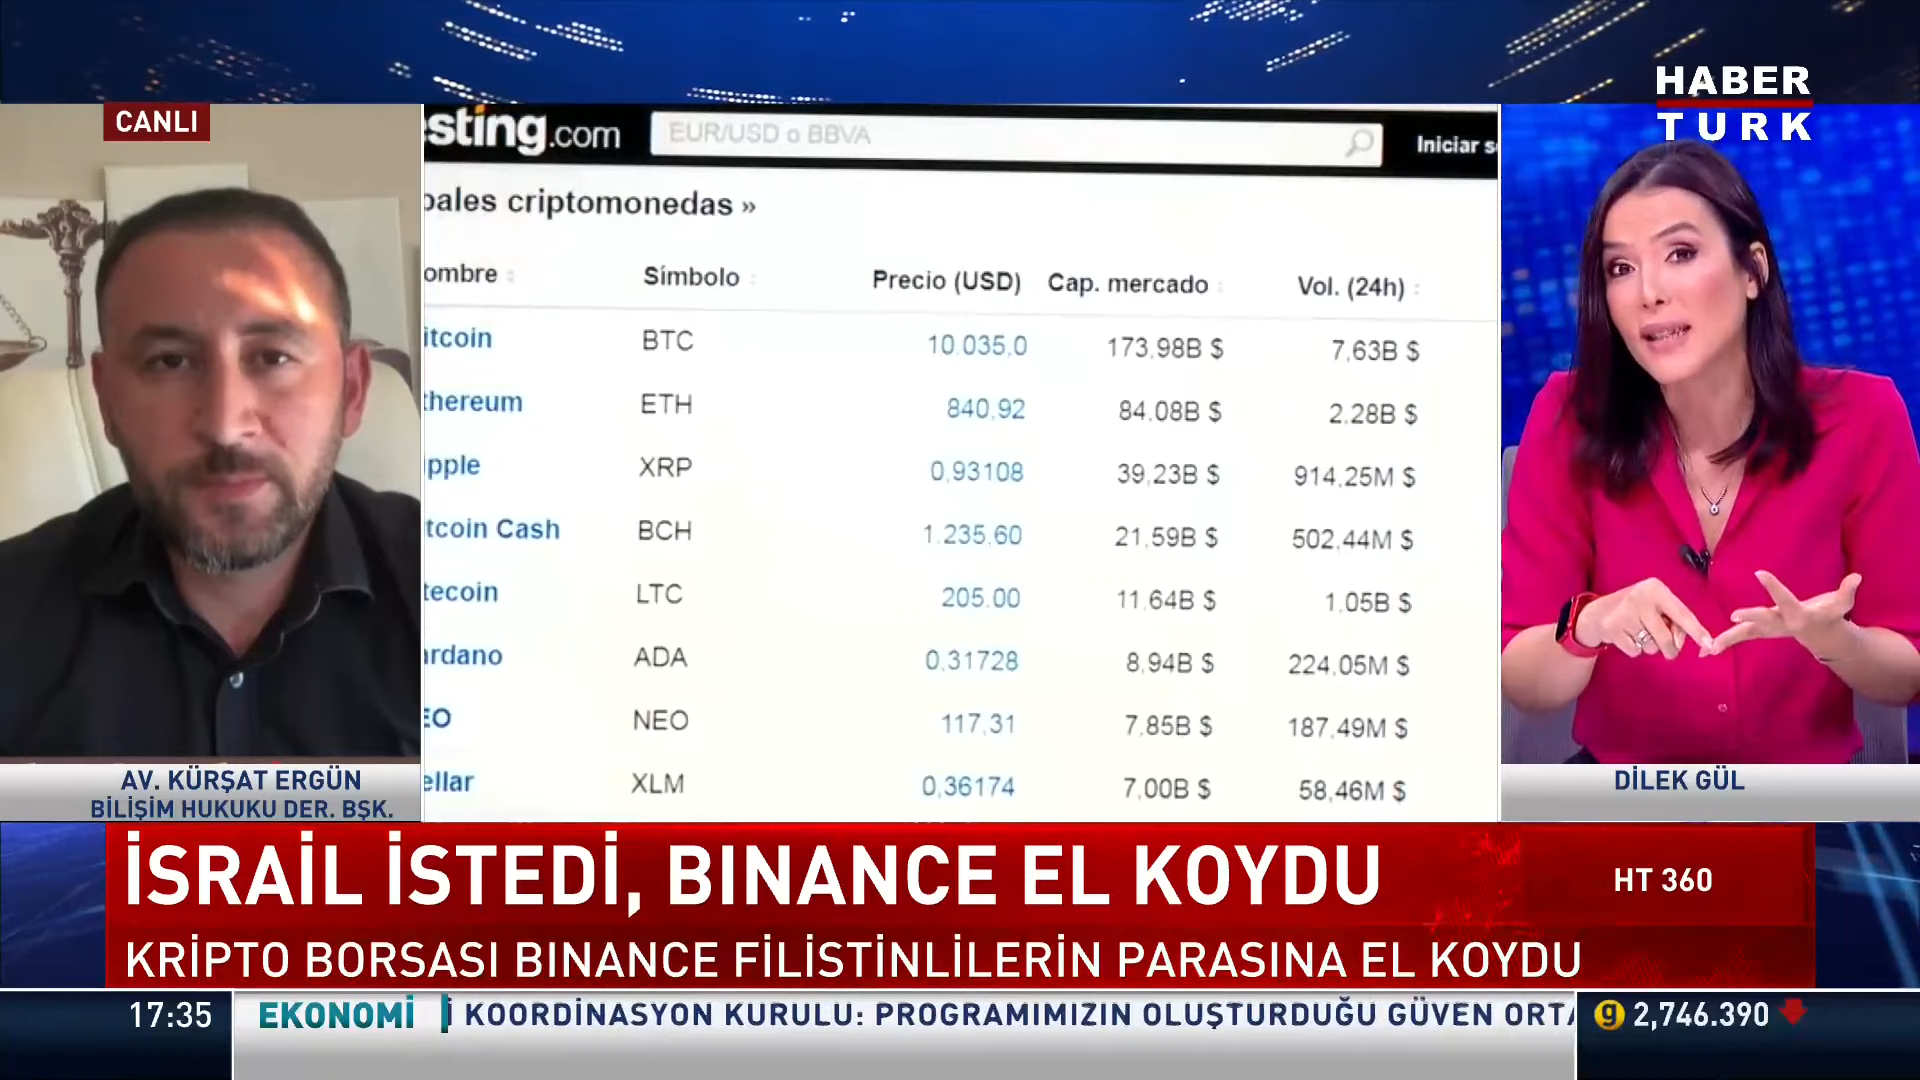 HABER
TURK
CANLI
sting.com
EUR/USD o BBVA
Iniciar s
pales criptomonedas »
ombre Símbolo Precio (USD) Cap. mercado Vol. (24h)
itcoin BTC 10.035,0 173,98B $ 7,63B $
thereum ETH 840,92 84,08B $ 2,28B $
ipple XRP 0,93108 39,23B $ 914,25M $
tcoin Cash BCH 1.235,60 21,59B $ 502,44M $
tecoin LTC 205,00 11,64B $ 1,05B $
ardano ADA 0,31728 8,94B $ 224,05M $
EO NEO 117,31 7,85B $ 187,49M $
ellar XLM 0,36174 7,00B $ 58,46M $
AV. KÜRŞAT ERGÜN
BİLİŞİM HUKUKU DER. BŞK.
DİLEK GÜL
İSRAİL İSTEDİ, BINANCE EL KOYDU
HT 360
KRİPTO BORSASI BINANCE FİLİSTİNLİLERİN PARASINA EL KOYDU
17:35 EKONOMİ İ KOORDİNASYON KURULU: PROGRAMIMIZIN OLUŞTURDUĞU GÜVEN ORTA g 2,746.390